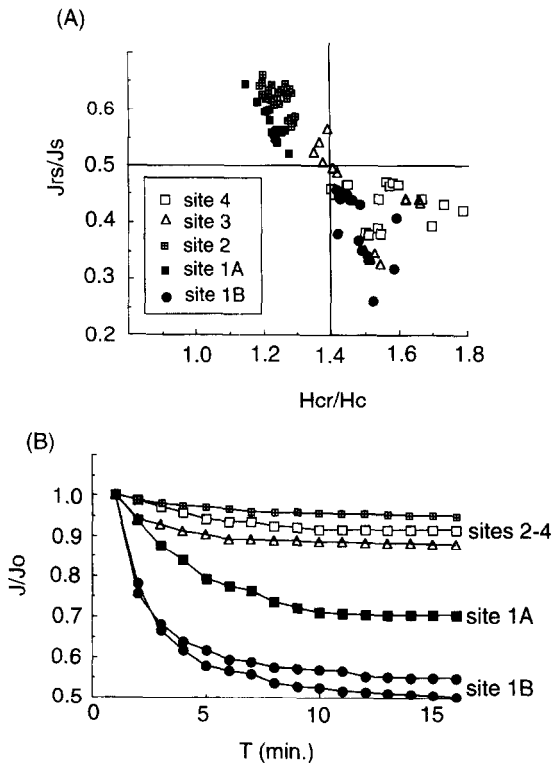 (A)
0.6
0.5
0.4
0.3
0.2
Jrs/Js
site 4
site 3
site 2
site 1A
site 1B
1.0
1.2
1.4
1.6
1.8
Hcr/Hc
(B)
1.0
0.9
0.8
0.7
0.6
0.5
J/Jo
sites 2-4
site 1A
site 1B
0
5
10
15
T (min.)